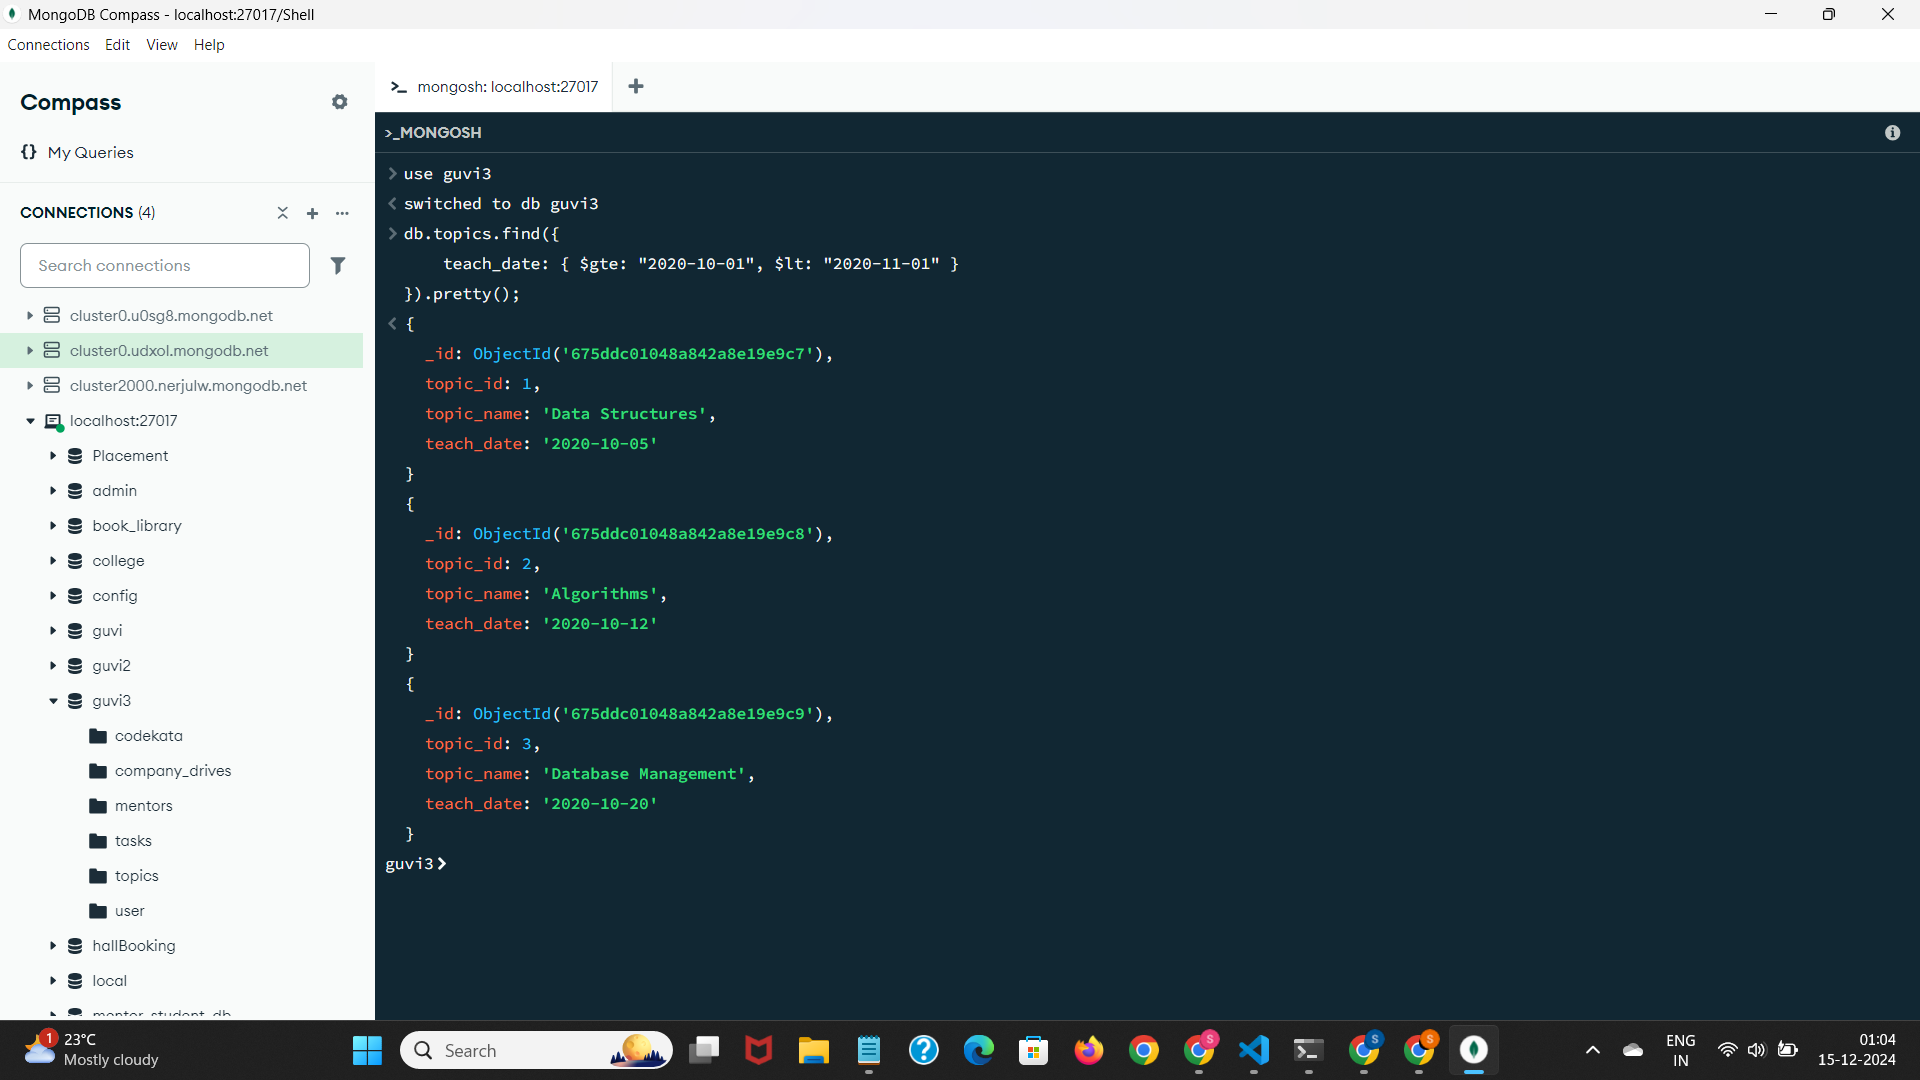 MongoDB Compass - localhost:27017/Shell
Connections Edit View Help
Compass
{} My Queries
CONNECTIONS (4)
Search connections
cluster0.u0sg8.mongodb.net
cluster0.udxol.mongodb.net
cluster2000.nerjulw.mongodb.net
localhost:27017
Placement
admin
book_library
college
config
guvi
guvi2
guvi3
codekata
company_drives
mentors
tasks
topics
user
hallBooking
local
mentor_student_db
>_ mongosh: localhost:27017 +
>_MONGOSH
> use guvi3
< switched to db guvi3
> db.topics.find({
teach_date: { $gte: "2020-10-01", $lt: "2020-11-01" }
}).pretty();
< {
_id: ObjectId('675ddc01048a842a8e19e9c7'),
topic_id: 1,
topic_name: 'Data Structures',
teach_date: '2020-10-05'
}
{
_id: ObjectId('675ddc01048a842a8e19e9c8'),
topic_id: 2,
topic_name: 'Algorithms',
teach_date: '2020-10-12'
}
{
_id: ObjectId('675ddc01048a842a8e19e9c9'),
topic_id: 3,
topic_name: 'Database Management',
teach_date: '2020-10-20'
}
guvi3>
1
23°C
Mostly cloudy
Search
S
S
S
ENG
IN
01:04
15-12-2024